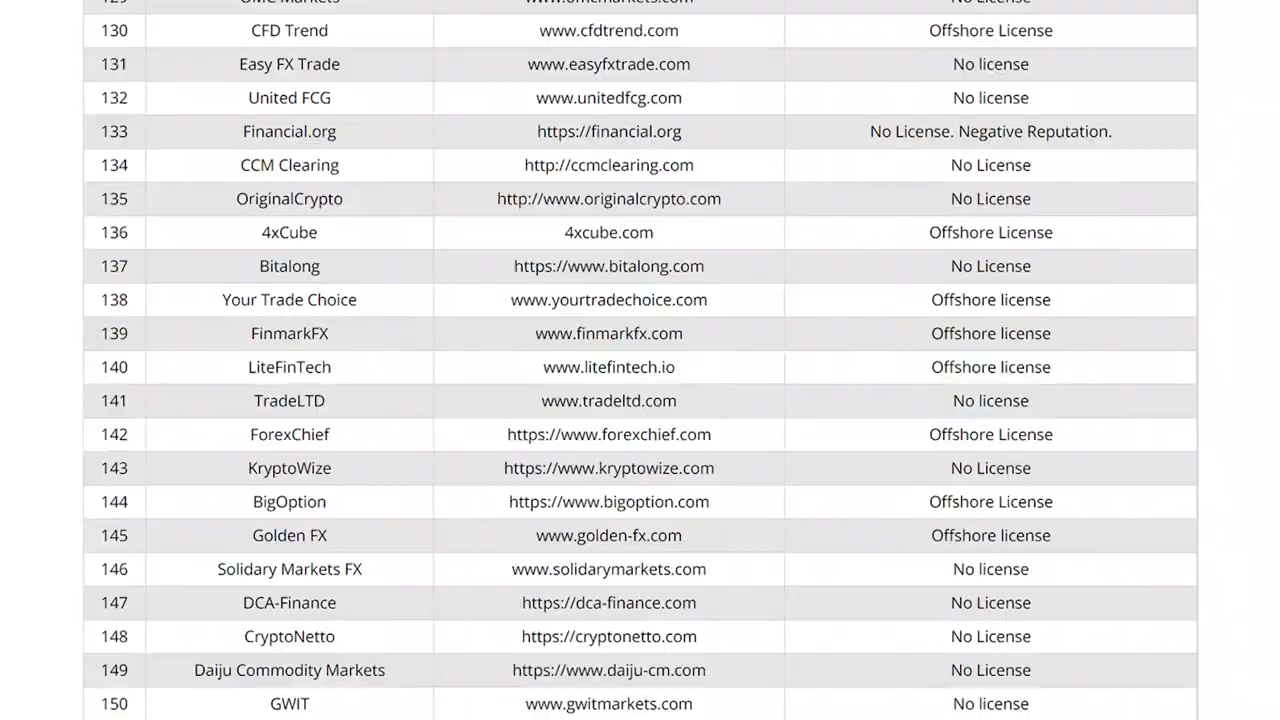 130 CFD Trend www.cfdtrend.com Offshore License
131 Easy FX Trade www.easyfxtrade.com No license
132 United FCG www.unitedfcg.com No license
133 Financial.org https://financial.org No License. Negative Reputation.
134 CCM Clearing http://ccmclearing.com No License
135 OriginalCrypto http://www.originalcrypto.com No License
136 4xCube 4xcube.com Offshore License
137 Bitalong https://www.bitalong.com No License
138 Your Trade Choice www.yourtradechoice.com Offshore license
139 FinmarkFX www.finmarkfx.com Offshore license
140 LiteFinTech www.litefintech.io Offshore license
141 TradeLTD www.tradeltd.com No license
142 ForexChief https://www.forexchief.com Offshore License
143 KryptoWize https://www.kryptowize.com No License
144 BigOption https://www.bigoption.com Offshore License
145 Golden FX www.golden-fx.com Offshore license
146 Solidary Markets FX www.solidarymarkets.com No license
147 DCA-Finance https://dca-finance.com No License
148 CryptoNetto https://cryptonetto.com No License
149 Daiju Commodity Markets https://www.daiju-cm.com No License
150 GWIT www.gwitmarkets.com No license